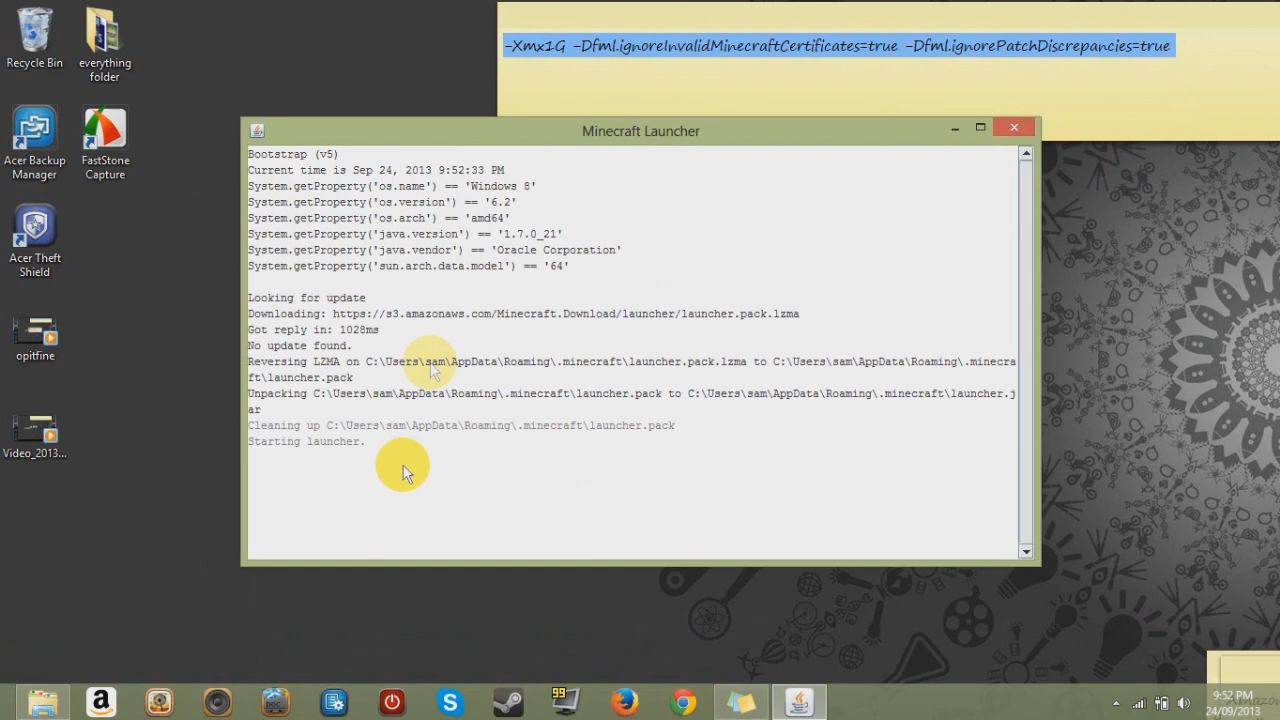 Recycle Bin
everything
folder
Acer Backup
Manager
FastStone
Capture
Acer Theft
Shield
opitfine
Video_2013...
-Xmx1G -Dfml.ignoreInvalidMinecraftCertificates=true -Dfml.ignorePatchDiscrepancies=true
Minecraft Launcher
Bootstrap (v5)
Current time is Sep 24, 2013 9:52:33 PM
System.getProperty('os.name') == 'Windows 8'
System.getProperty('os.version') == '6.2'
System.getProperty('os.arch') == 'amd64'
System.getProperty('java.version') == '1.7.0_21'
System.getProperty('java.vendor') == 'Oracle Corporation'
System.getProperty('sun.arch.data.model') == '64'
Looking for update
Downloading: https://s3.amazonaws.com/Minecraft.Download/launcher/launcher.pack.lzma
Got reply in: 1028ms
No update found.
Reversing LZMA on C:\Users\sam\AppData\Roaming\.minecraft\launcher.pack.lzma to C:\Users\sam\AppData\Roaming\.minecra
ft\launcher.pack
Unpacking C:\Users\sam\AppData\Roaming\.minecraft\launcher.pack to C:\Users\sam\AppData\Roaming\.minecraft\launcher.j
ar
Cleaning up C:\Users\sam\AppData\Roaming\.minecraft\launcher.pack
Starting launcher.
a
DOC
S
99
9:52 PM
24/09/2013